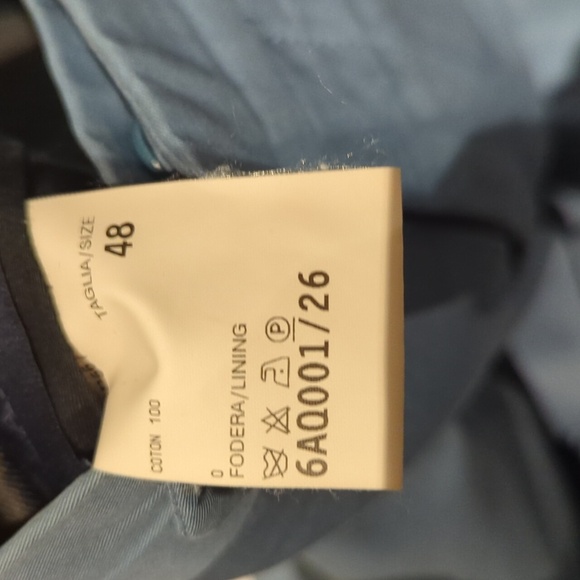 TAGLIA/SIZE
48
COTON 100
0
FODERA/LINING
P
6AQ001/26